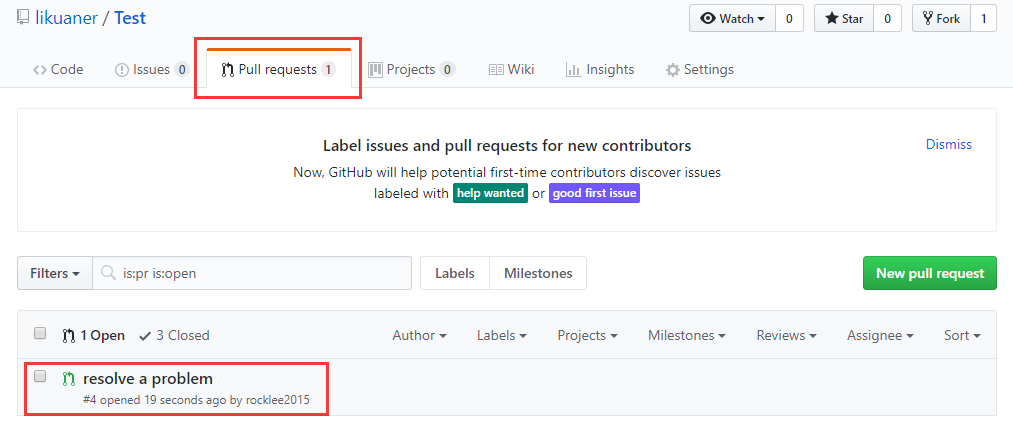 likuaner / Test
Watch 0 Star 0 Fork 1
Code Issues 0 Pull requests 1 Projects 0 Wiki Insights Settings
Label issues and pull requests for new contributors
Dismiss
Now, GitHub will help potential first-time contributors discover issues
labeled with help wanted or good first issue
Filters is:pr is:open Labels Milestones New pull request
1 Open 3 Closed Author Labels Projects Milestones Reviews Assignee Sort
resolve a problem
#4 opened 19 seconds ago by rocklee2015